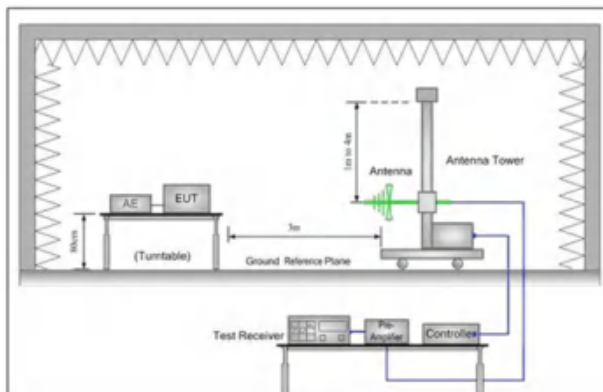 1m to 4m
Antenna
Antenna Tower
AE
EUT
80cm
(Turntable)
3m
Ground Reference Plane
Test Receiver
Pre-
Amplifier
Controller